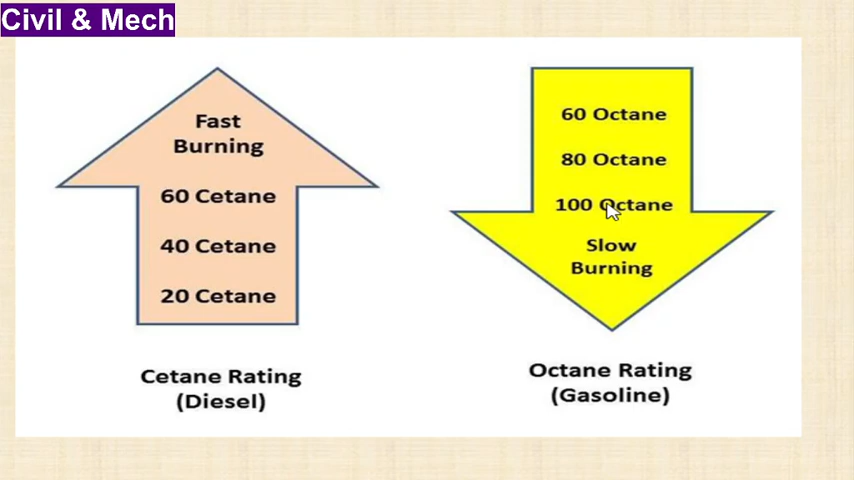 Civil & Mech
Fast
Burning
60 Cetane
40 Cetane
20 Cetane
Cetane Rating
(Diesel)
60 Octane
80 Octane
100 Octane
Slow
Burning
Octane Rating
(Gasoline)